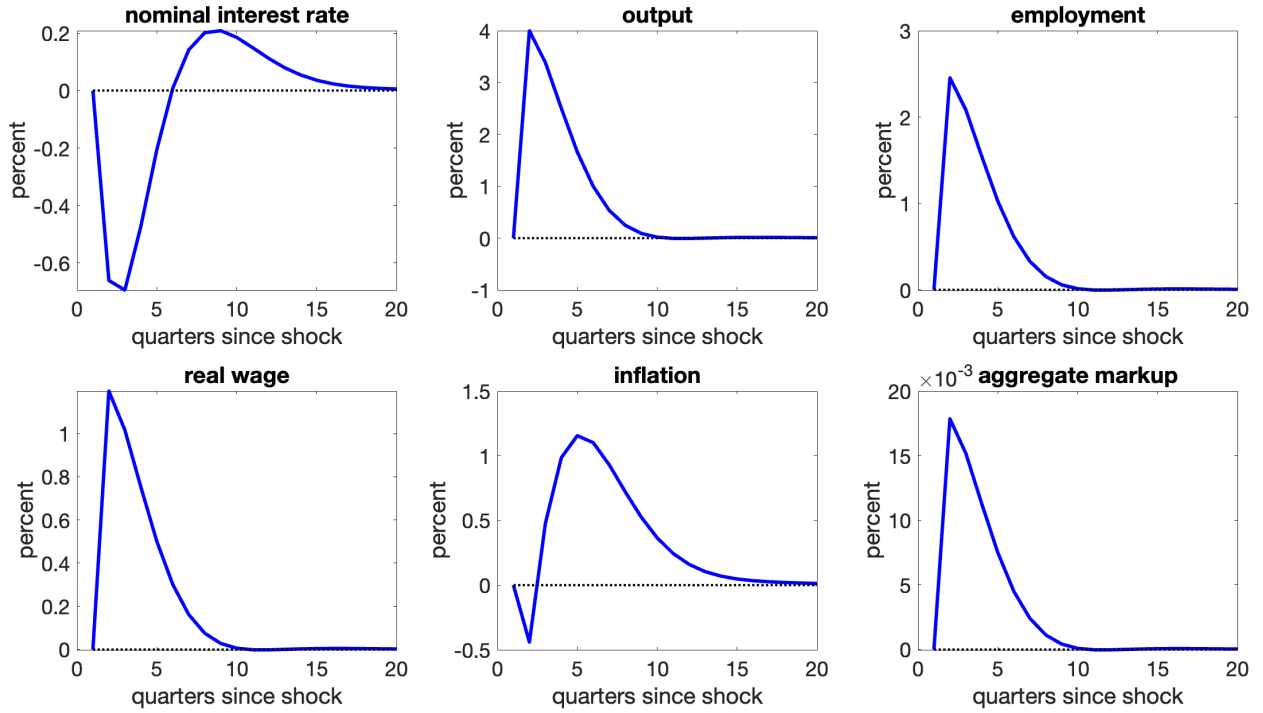 nominal interest rate
0.2
0
-0.2
-0.4
-0.6
percent
0 5 10 15 20
quarters since shock
output
4
3
2
1
0
-1
percent
0 5 10 15 20
quarters since shock
employment
3
2
1
0
percent
0 5 10 15 20
quarters since shock
real wage
1
0.8
0.6
0.4
0.2
0
percent
0 5 10 15 20
quarters since shock
inflation
1.5
1
0.5
0
-0.5
percent
0 5 10 15 20
quarters since shock
×10⁻³ aggregate markup
20
15
10
5
0
percent
0 5 10 15 20
quarters since shock